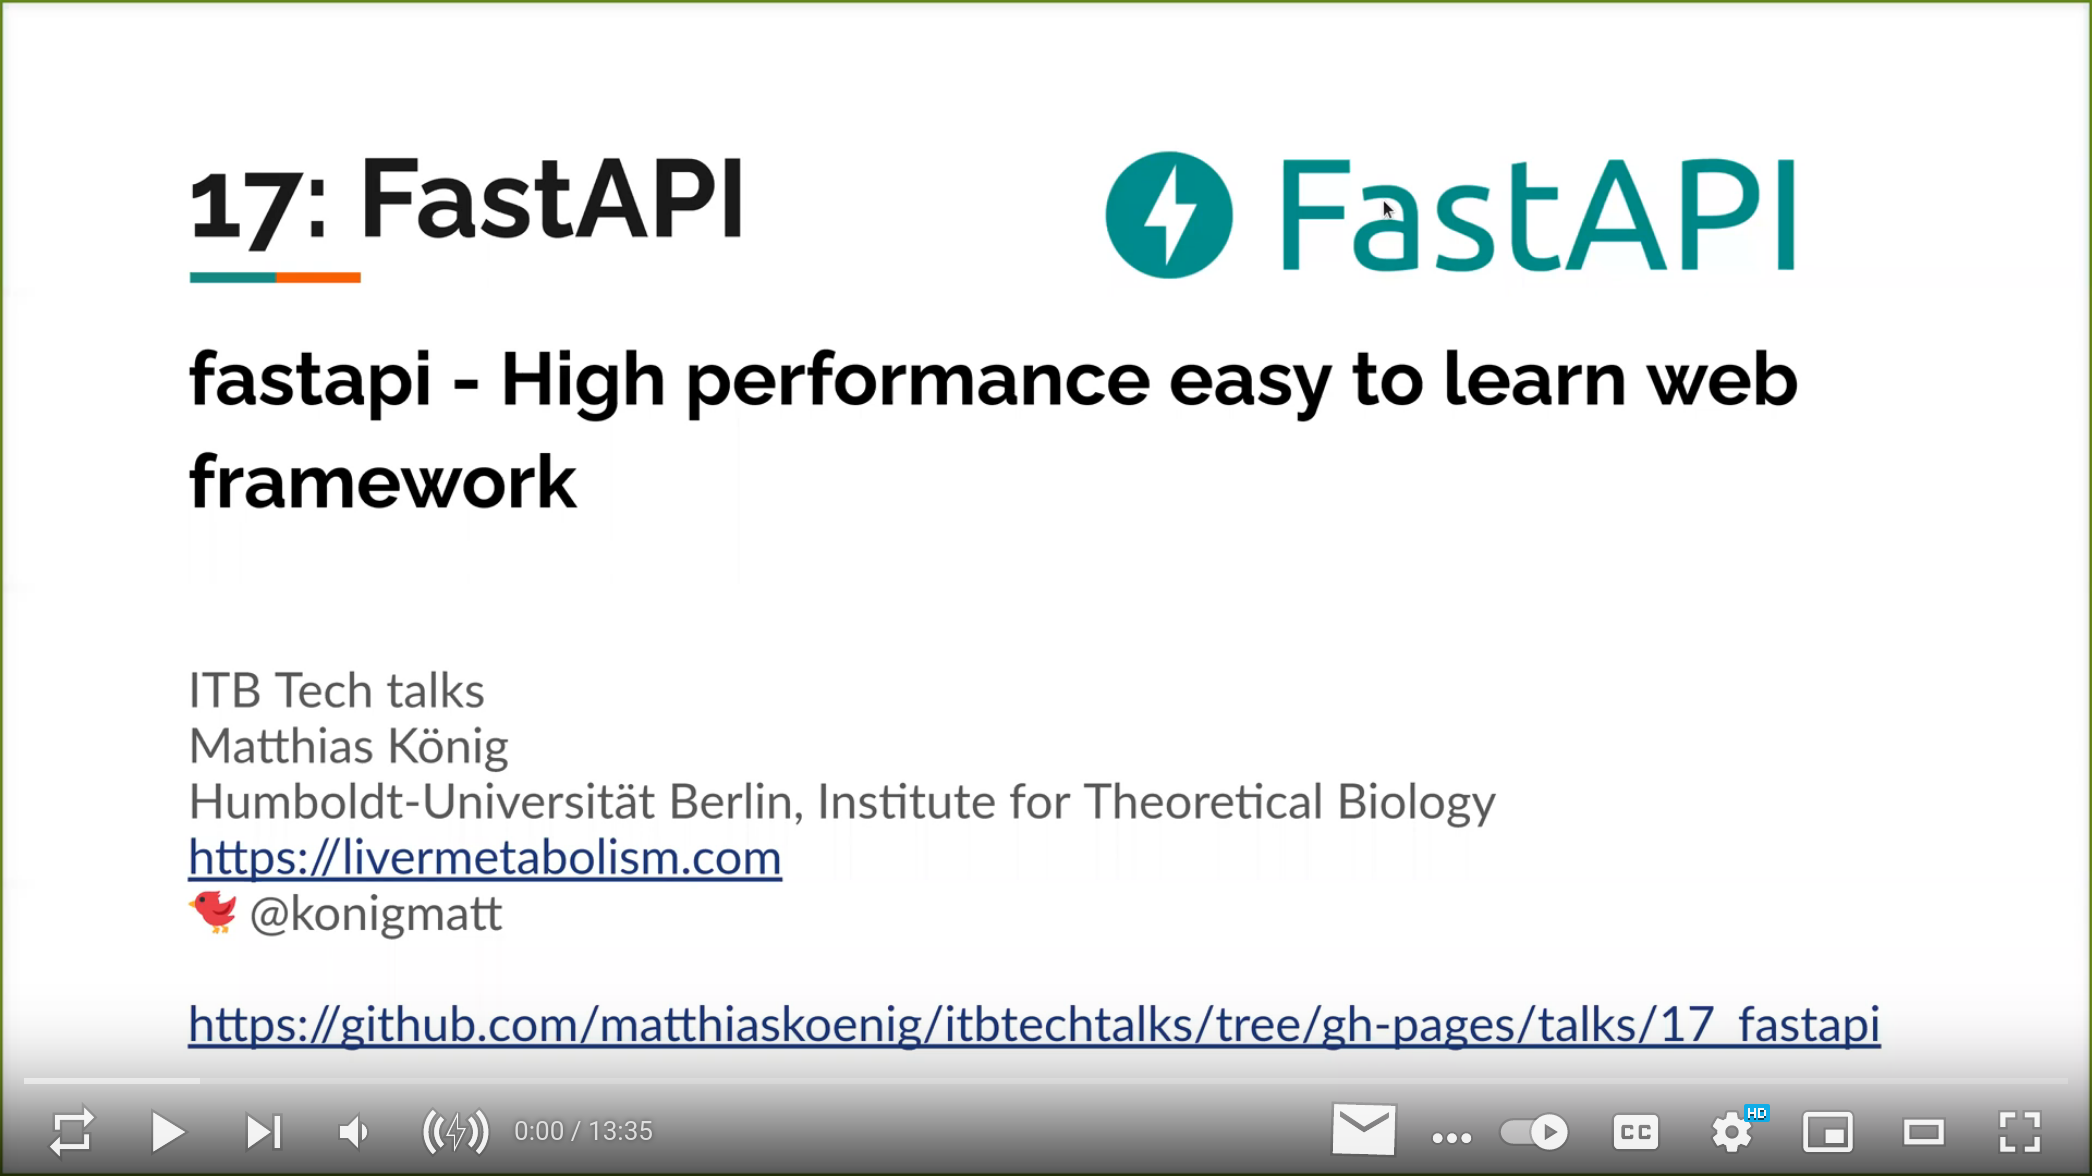 17: FastAPI
FastAPI
fastapi - High performance easy to learn web
framework
ITB Tech talks
Matthias König
Humboldt-Universität Berlin, Institute for Theoretical Biology
https://livermetabolism.com
@konigmatt
https://github.com/matthiaskoenig/itbtechtalks/tree/gh-pages/talks/17_fastapi
0:00 / 13:35
CC
HD